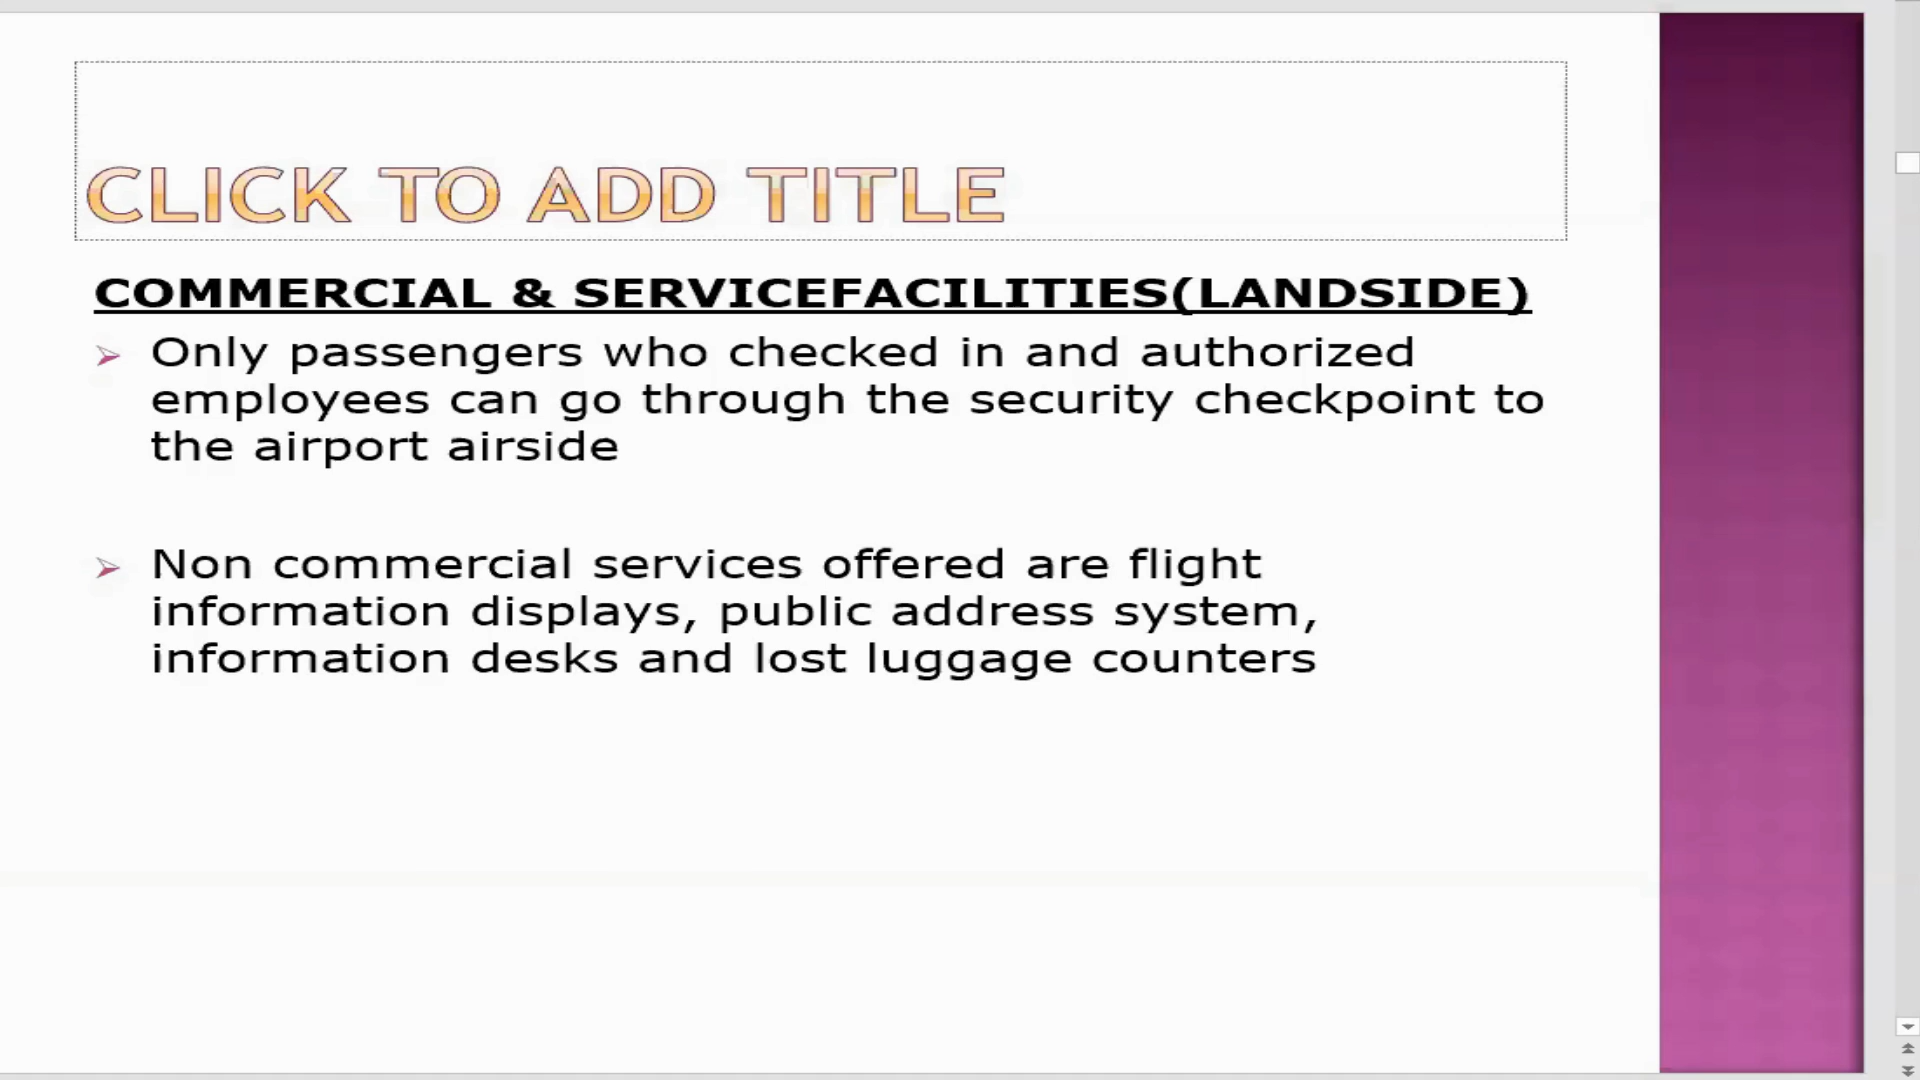 CLICK TO ADD TITLE
COMMERCIAL & SERVICEFACILITIES(LANDSIDE)
Only passengers who checked in and authorized
employees can go through the security checkpoint to
the airport airside
Non commercial services offered are flight
information displays, public address system,
information desks and lost luggage counters